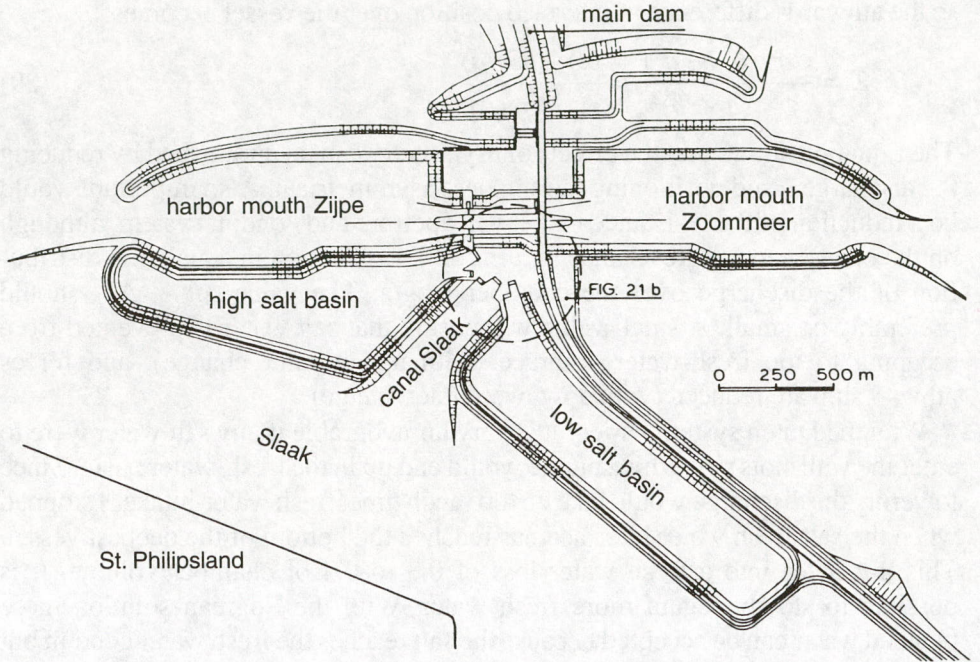 main dam
harbor mouth Zijpe
harbor mouth
Zoommeer
high salt basin
FIG. 21 b
canal Slaak
0 250 500 m
low salt basin
Slaak
St. Philipsland